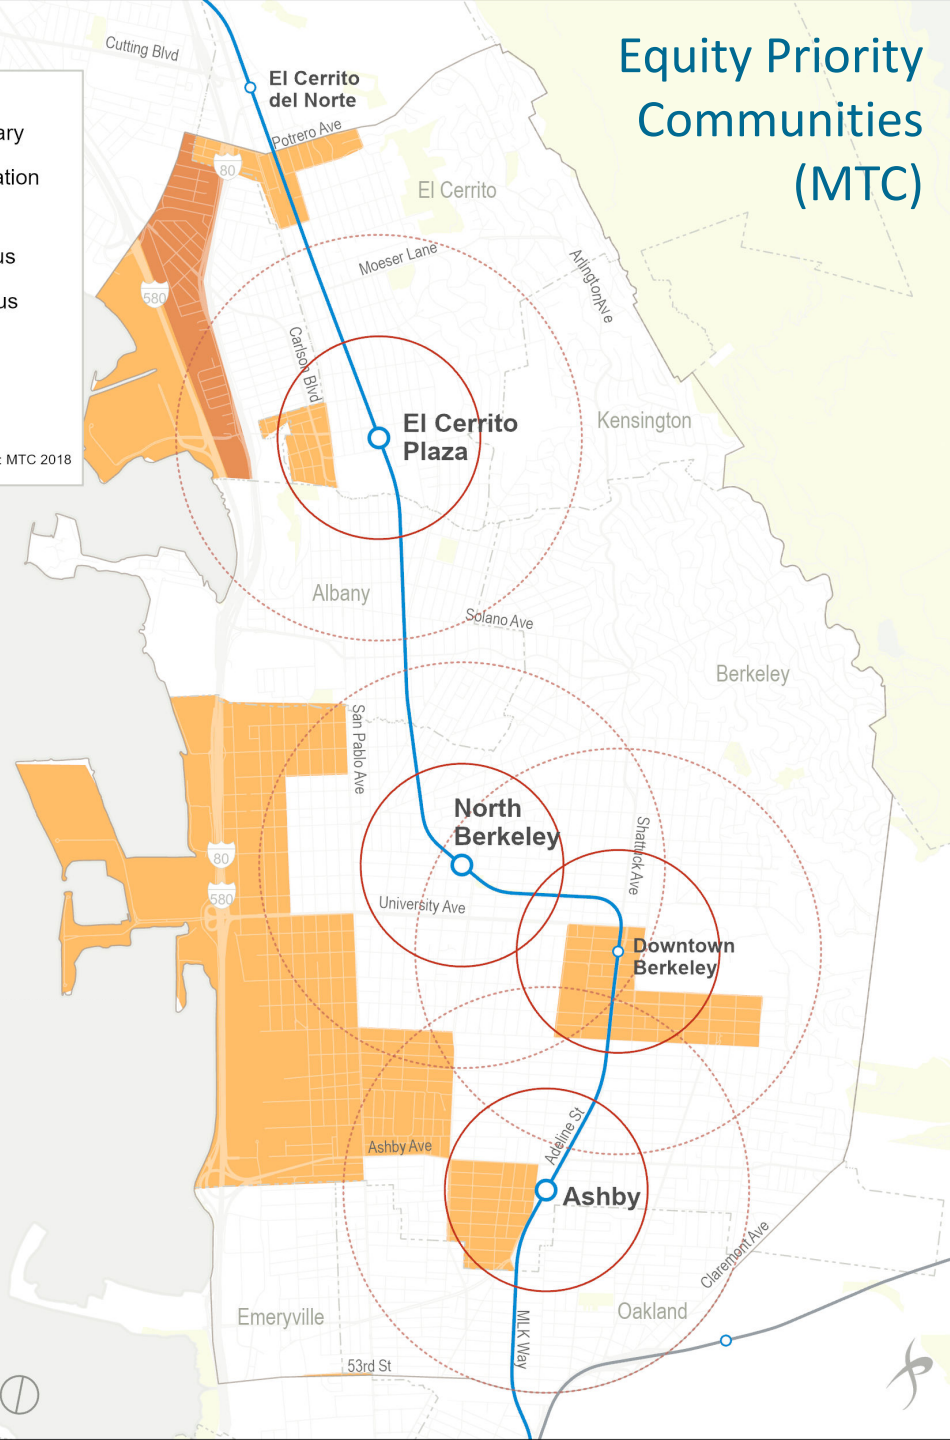 Equity Priority
Communities
(MTC)
Cutting Blvd
El Cerrito
del Norte
Potrero Ave
ary
ation
us
us
: MTC 2018
80
El Cerrito
Moeser Lane
Arlington Ave
580
Carlson Blvd
El Cerrito
Plaza
Kensington
Albany
Solano Ave
Berkeley
San Pablo Ave
North
Berkeley
Shattuck Ave
80
580
University Ave
Downtown
Berkeley
Adeline St
Ashby Ave
Ashby
Claremont Ave
Emeryville
Oakland
MLK Way
53rd St